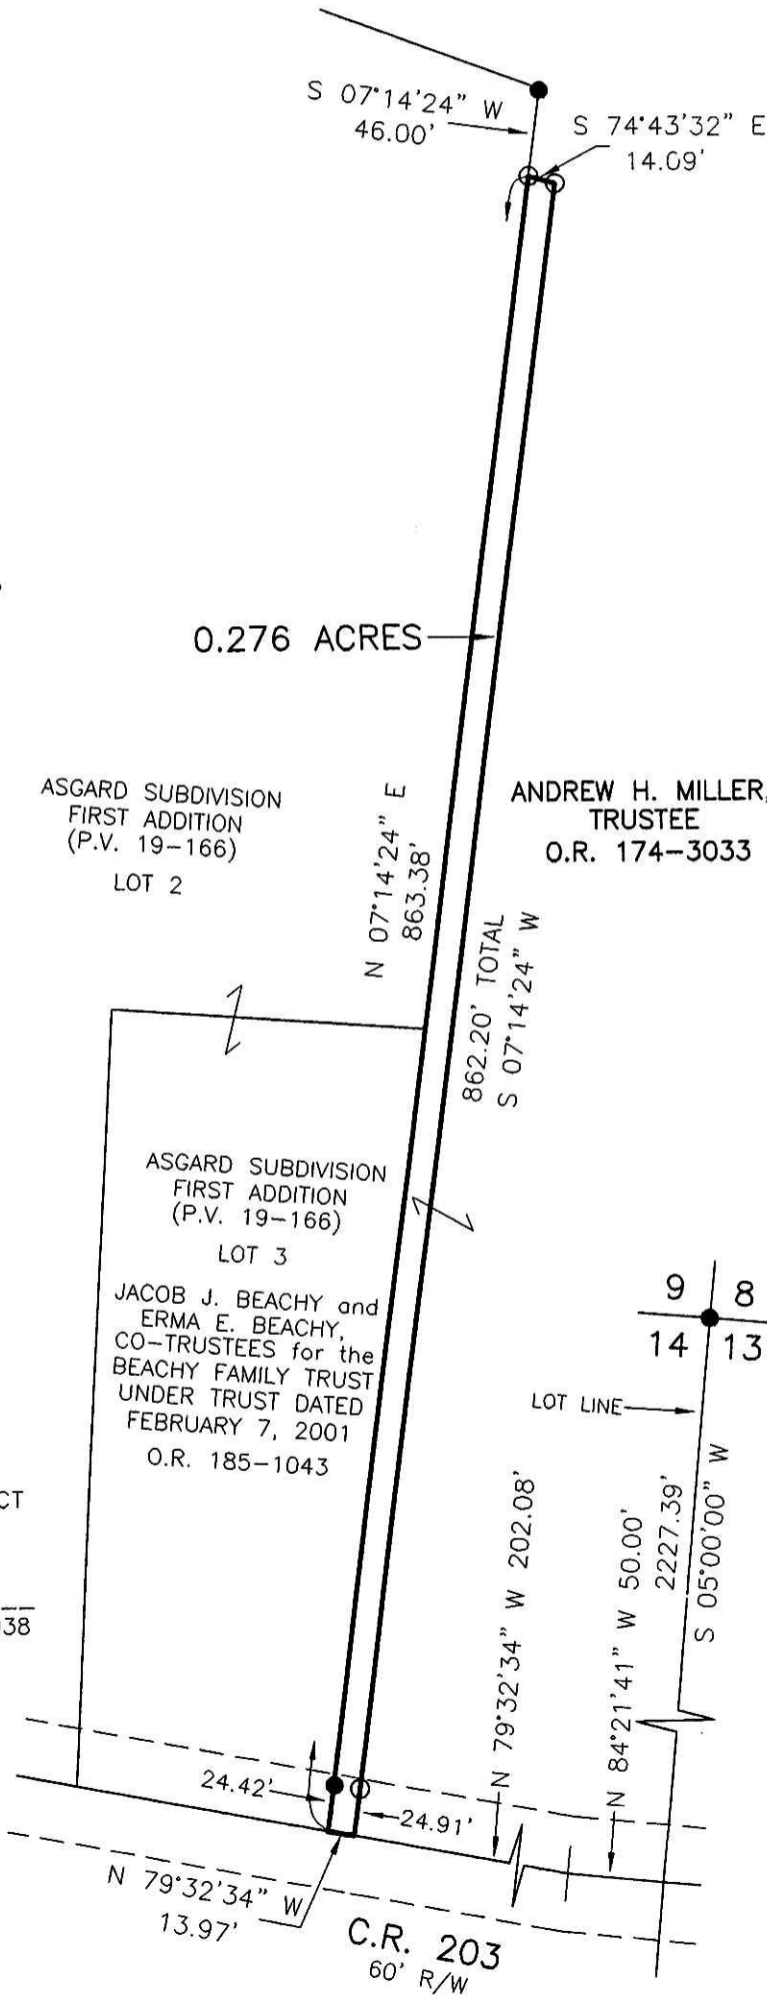 S 07°14'24" W
46.00'
S 74°43'32" E
14.09'
0.276 ACRES
ASGARD SUBDIVISION
FIRST ADDITION
(P.V. 19-166)
LOT 2
N 07°14'24" E
863.38'
ANDREW H. MILLER,
TRUSTEE
O.R. 174-3033
862.20' TOTAL
S 07°14'24" W
ASGARD SUBDIVISION
FIRST ADDITION
(P.V. 19-166)
LOT 3
JACOB J. BEACHY and
ERMA E. BEACHY,
CO-TRUSTEES for the
BEACHY FAMILY TRUST
UNDER TRUST DATED
FEBRUARY 7, 2001
O.R. 185-1043
9 8
14 13
LOT LINE
2227.39'
S 05°00'00" W
CT
38
N 79°32'34" W 202.08'
N 84°21'41" W 50.00'
24.42'
24.91'
N 79°32'34" W
13.97'
C.R. 203
60' R/W